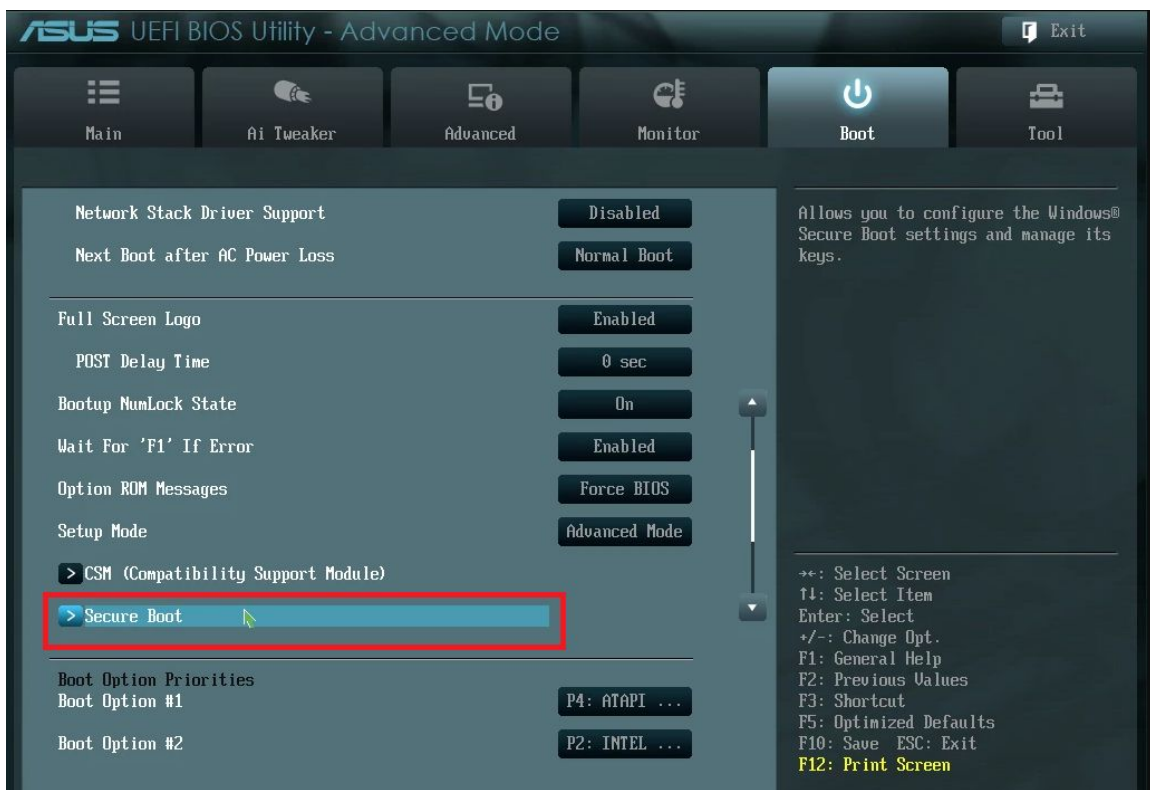 ASUS UEFI BIOS Utility - Advanced Mode
Exit
Main
Ai Tweaker
Advanced
Monitor
Boot
Tool
Network Stack Driver Support Disabled
Next Boot after AC Power Loss Normal Boot
Full Screen Logo Enabled
POST Delay Time 0 sec
Bootup NumLock State On
Wait For 'F1' If Error Enabled
Option ROM Messages Force BIOS
Setup Mode Advanced Mode
> CSM (Compatibility Support Module)
> Secure Boot
Boot Option Priorities
Boot Option #1 P4: ATAPI ...
Boot Option #2 P2: INTEL ...
Allows you to configure the Windows®
Secure Boot settings and manage its
keys.
→←: Select Screen
↑↓: Select Item
Enter: Select
+/-: Change Opt.
F1: General Help
F2: Previous Values
F3: Shortcut
F5: Optimized Defaults
F10: Save ESC: Exit
F12: Print Screen